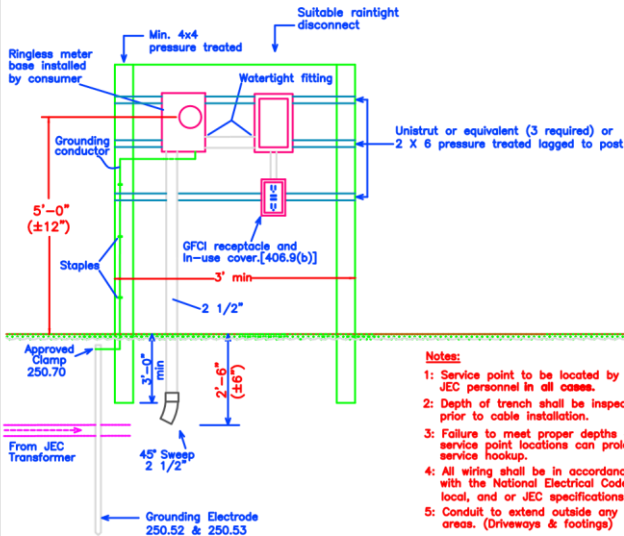 Suitable raintight
disconnect
Min. 4x4
pressure treated
Ringless meter
base installed
by consumer
Watertight fitting
Unistrut or equivalent (3 required) or
2 X 6 pressure treated lagged to post
Grounding
conductor
5'-0"
(±12")
GFCI receptacle and
In-use cover.[406.9(b)]
Staples
3' min
2 1/2"
Approved
Clamp
250.70
3'-0"
min
2'-6"
(±6")
From JEC
Transformer
45° Sweep
2 1/2"
Grounding Electrode
250.52 & 250.53
Notes:
1: Service point to be located by
JEC personnel in all cases.
2: Depth of trench shall be inspec
prior to cable installation.
3: Failure to meet proper depths
service point locations can prol
service hookup.
4: All wiring shall be in accordanc
with the National Electrical Code
local, and or JEC specifications
5: Conduit to extend outside any
areas. (Driveways & footings)